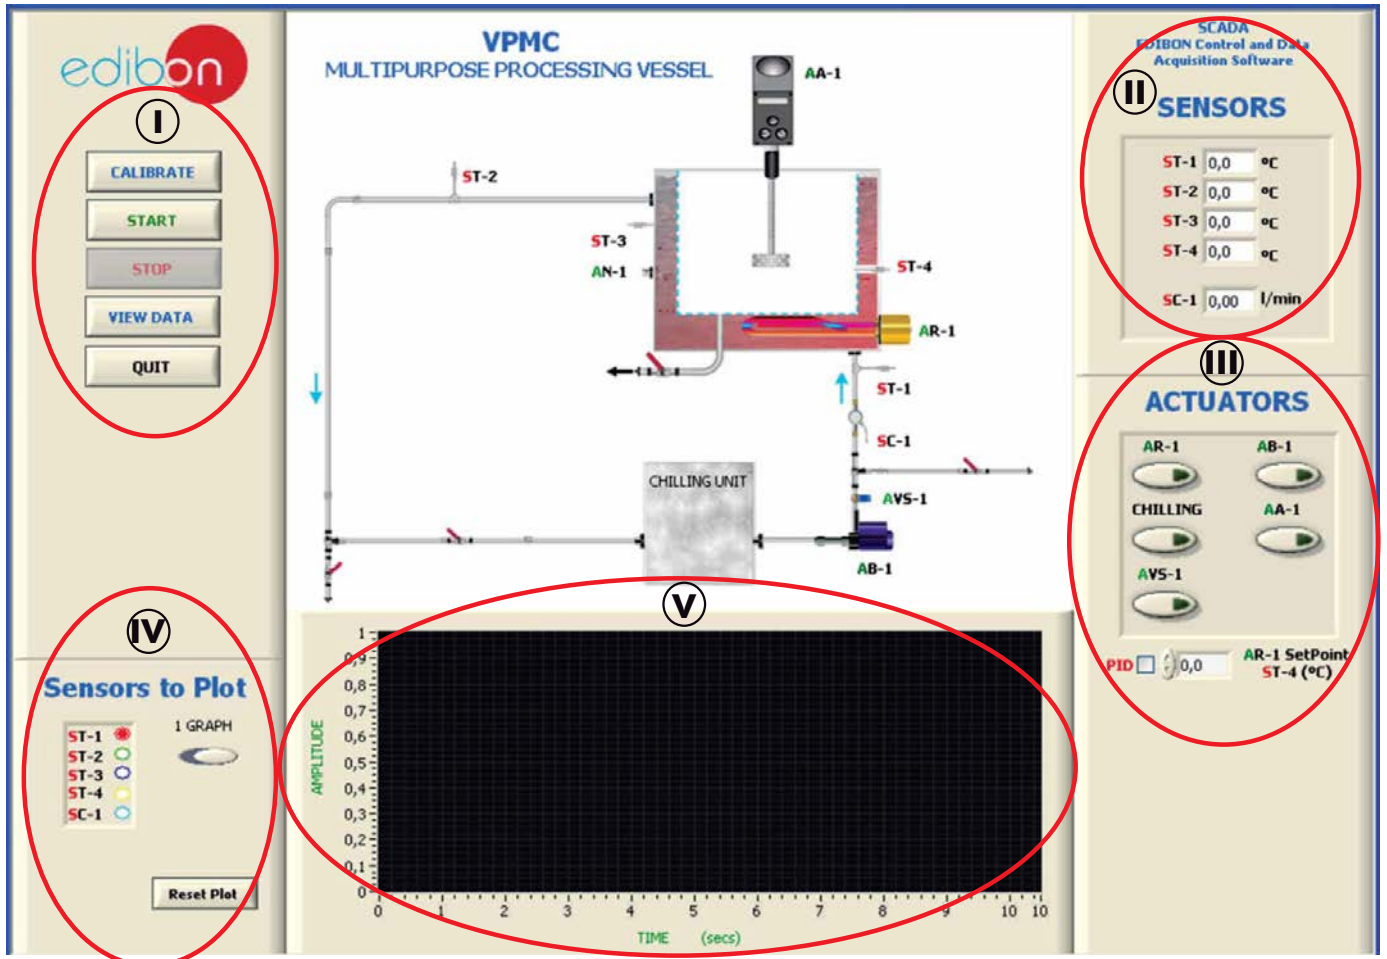 edibon
I
CALIBRATE
START
STOP
VIEW DATA
QUIT
VPMC
MULTIPURPOSE PROCESSING VESSEL
AA-1
ST-2
ST-3
AN-1
ST-4
AR-1
ST-1
SC-1
CHILLING UNIT
AVS-1
AB-1
SCADA
EDIBON Control and Data
Acquisition Software
II
SENSORS
ST-1 0,0 ºC
ST-2 0,0 ºC
ST-3 0,0 ºC
ST-4 0,0 ºC
SC-1 0,00 l/min
III
ACTUATORS
AR-1 AB-1
CHILLING AA-1
AVS-1
PID 0,0 AR-1 SetPoint
ST-4 (ºC)
IV
Sensors to Plot
1 GRAPH
ST-1
ST-2
ST-3
ST-4
SC-1
Reset Plot
V
AMPLITUDE
1
0,9
0,8
0,7
0,6
0,5
0,4
0,3
0,2
0,1
0
0 1 2 3 4 5 6 7 8 9 10 10
TIME (secs)